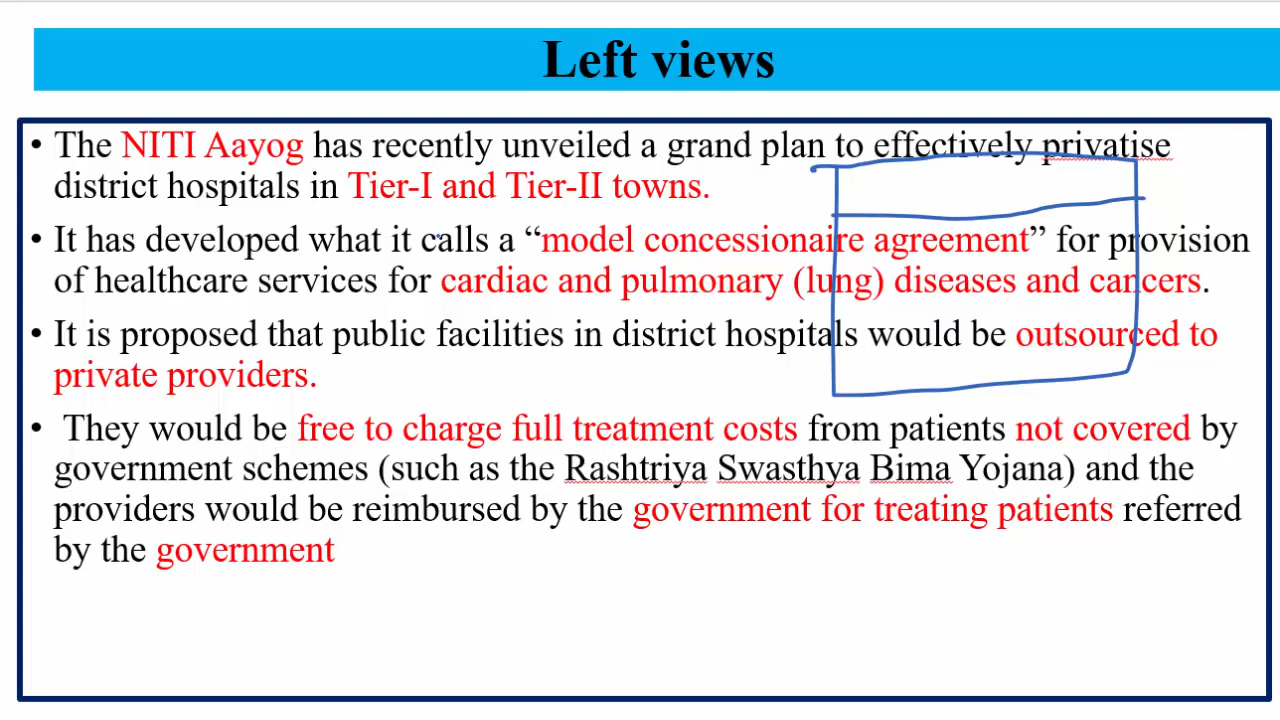 Left views
• The NITI Aayog has recently unveiled a grand plan to effectively privatise
district hospitals in Tier-I and Tier-II towns.
• It has developed what it calls a “model concessionaire agreement” for provision
of healthcare services for cardiac and pulmonary (lung) diseases and cancers.
• It is proposed that public facilities in district hospitals would be outsourced to
private providers.
• They would be free to charge full treatment costs from patients not covered by
government schemes (such as the Rashtriya Swasthya Bima Yojana) and the
providers would be reimbursed by the government for treating patients referred
by the government